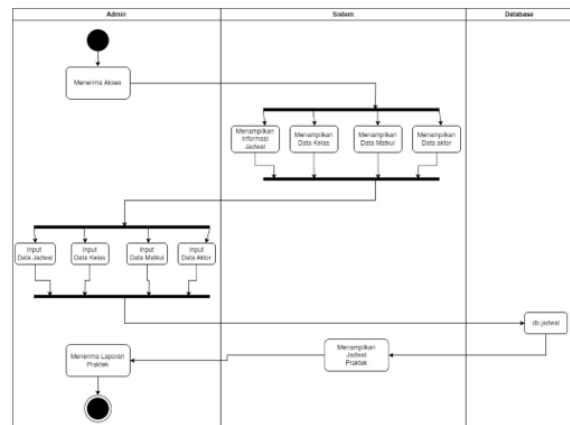 Admin
Sistem
Database
Menerima Akses
Menampilkan
Informasi
Jadwal
Menampilkan
Data Kelas
Menampilkan
Data Matkul
Menampilkan
Data aktor
Input
Data Jadwal
Input
Data Kelas
Input
Data Matkul
Input
Data Aktor
db jadwal
Menampilkan
Jadwal
Praktek
Menerima Laporan
Praktek